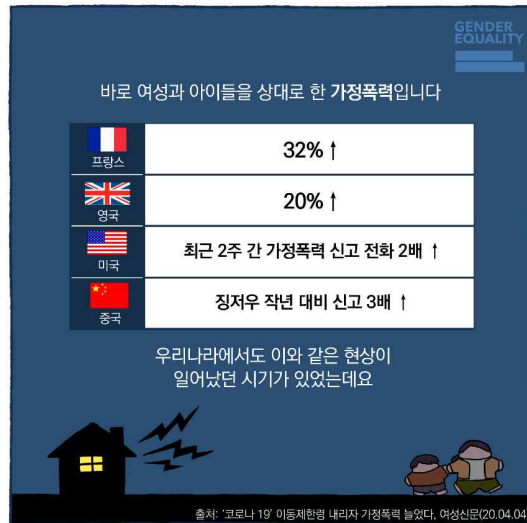 GENDER
EQUALITY
바로 여성과 아이들을 상대로 한 가정폭력입니다
프랑스
32% ↑
영국
20% ↑
미국
최근 2주 간 가정폭력 신고 전화 2배 ↑
중국
징저우 작년 대비 신고 3배 ↑
우리나라에서도 이와 같은 현상이
일어났던 시기가 있었는데요
출처: '코로나 19' 이동제한령 내리자 가정폭력 늘었다, 여성신문(20.04.04